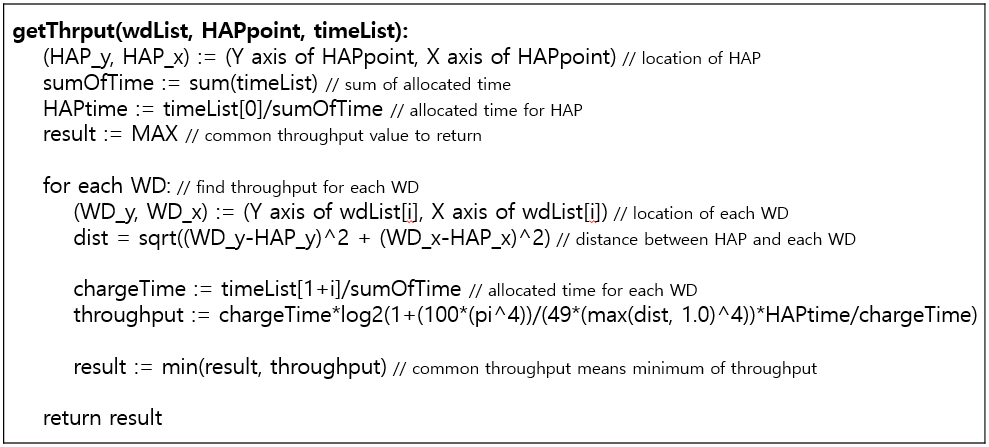 getThrput(wdList, HAPpoint, timeList):
(HAP_y, HAP_x) := (Y axis of HAPpoint, X axis of HAPpoint) // location of HAP
sumOfTime := sum(timeList) // sum of allocated time
HAPtime := timeList[0]/sumOfTime // allocated time for HAP
result := MAX // common throughput value to return
for each WD: // find throughput for each WD
(WD_y, WD_x) := (Y axis of wdList[i], X axis of wdList[i]) // location of each WD
dist = sqrt((WD_y-HAP_y)^2 + (WD_x-HAP_x)^2) // distance between HAP and each WD
chargeTime := timeList[1+i]/sumOfTime // allocated time for each WD
throughput := chargeTime*log2(1+(100*(pi^4))/(49*(max(dist, 1.0)^4))*HAPtime/chargeTime)
result := min(result, throughput) // common throughput means minimum of throughput
return result